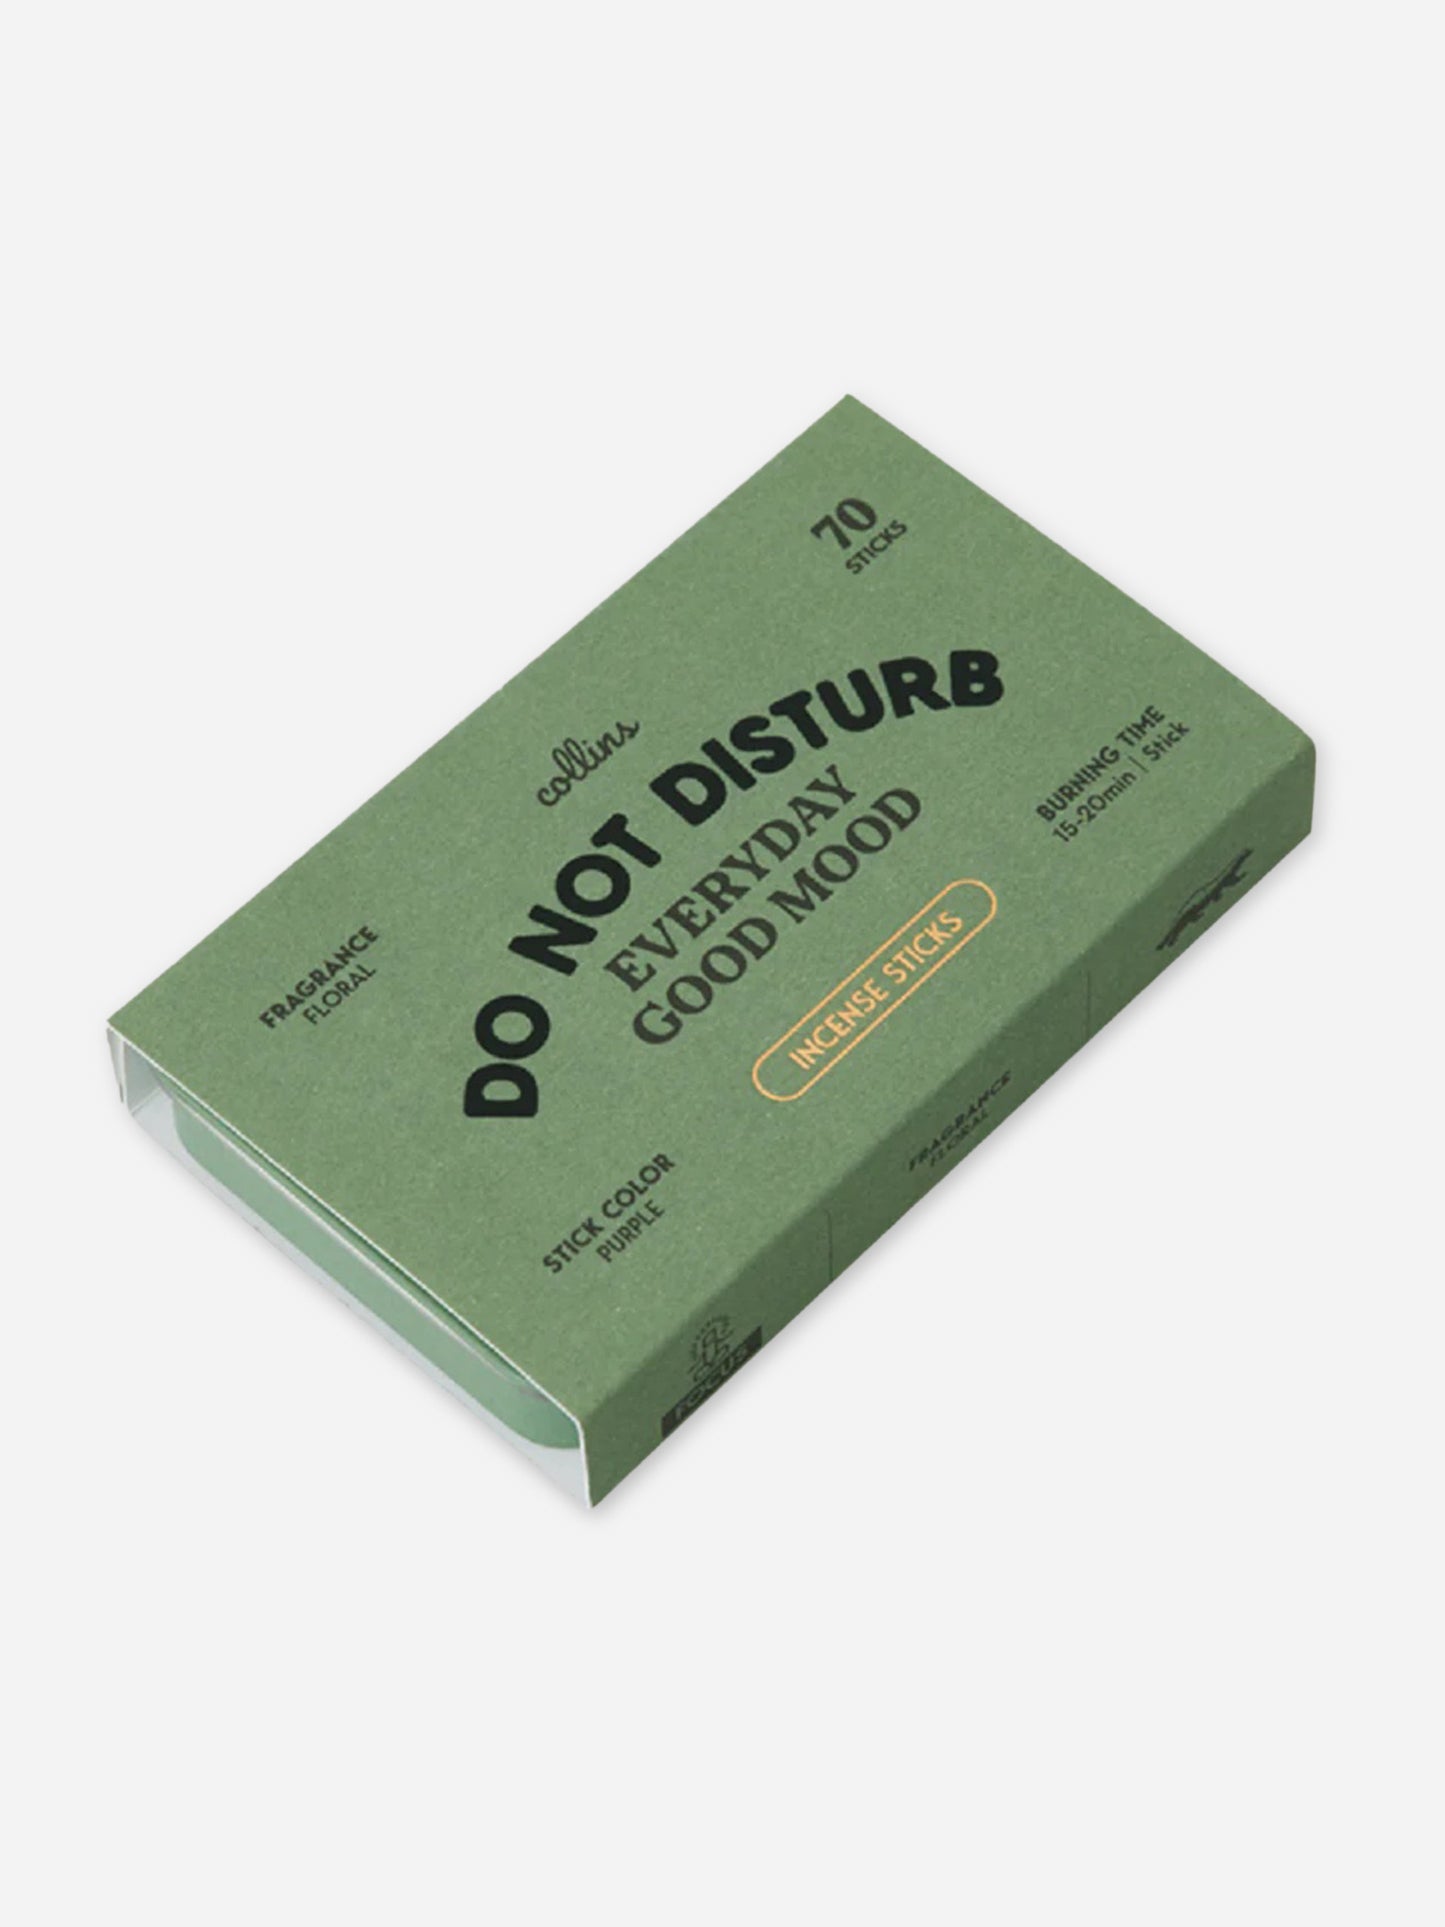 70
STICKS
collins
DO NOT DISTURB
EVERYDAY
GOOD MOOD
INCENSE STICKS
BURNING TIME
15-20min | Stick
FRAGRANCE
FLORAL
STICK COLOR
PURPLE
FRAGRANCE
FLORAL
FOCUS